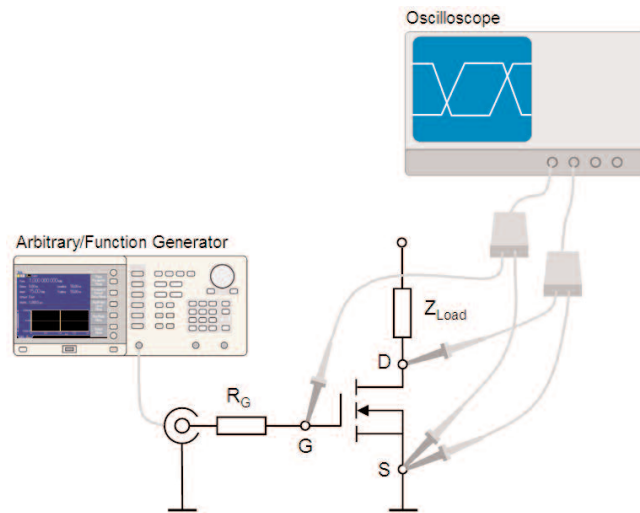 Oscilloscope
Arbitrary/Function Generator
Z_Load
D
R_G
G
S